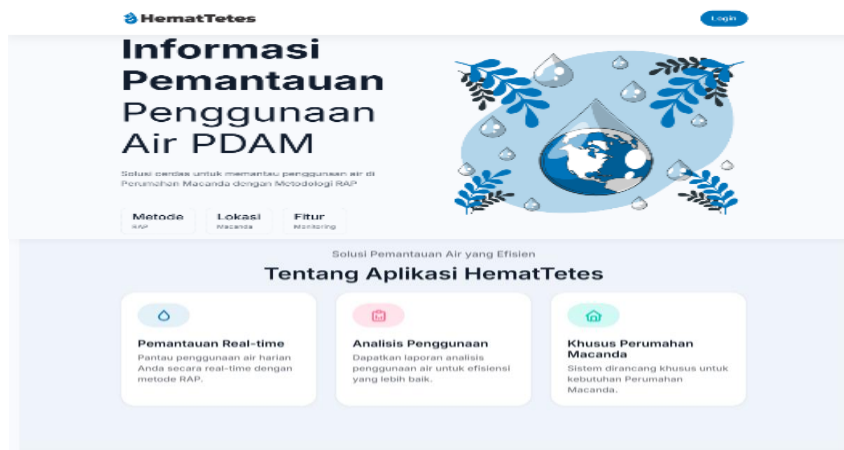 HematTetes
Login
Informasi
Pemantauan
Penggunaan
Air PDAM
Solusi cerdas untuk memantau penggunaan air di
Perumahan Macanda dengan Metodologi RAP
Metode
RAP
Lokasi
Macanda
Fitur
Monitoring
Solusi Pemantauan Air yang Efisien
Tentang Aplikasi HematTetes
Pemantauan Real-time
Pantau penggunaan air harian
Anda secara real-time dengan
metode RAP.
Analisis Penggunaan
Dapatkan laporan analisis
penggunaan air untuk efisiensi
yang lebih baik.
Khusus Perumahan
Macanda
Sistem dirancang khusus untuk
kebutuhan Perumahan
Macanda.